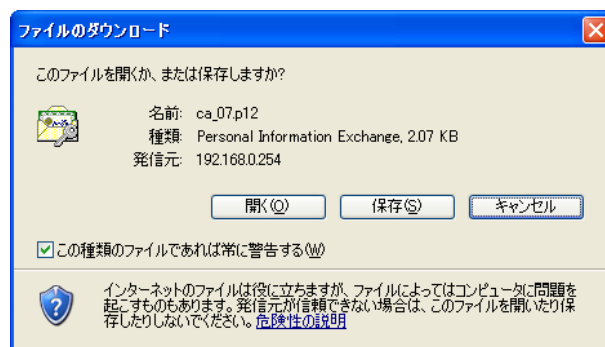 ファイルのダウンロード
このファイルを開くか、または保存しますか?
名前: ca_07.p12
種類: Personal Information Exchange, 2.07 KB
発信元: 192.168.0.254
開く(O) 保存(S) キャンセル
この種類のファイルであれば常に警告する(W)
インターネットのファイルは役に立ちますが、ファイルによってはコンピュータに問題を
起こすものもあります。発信元が信頼できない場合は、このファイルを開いたり保
存したりしないでください。危険性の説明